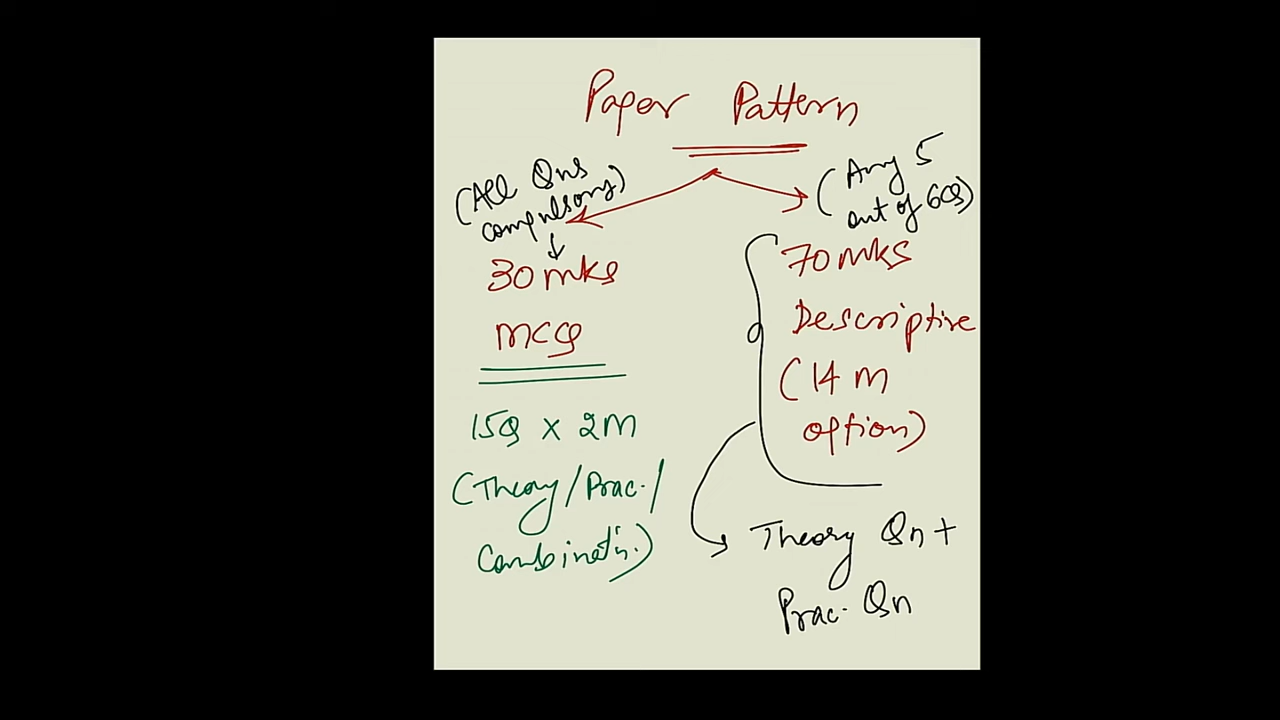 Paper Pattern
(All Qns
compulsory)
30 mks
MCQ
15Q x 2M
(Theory/Prac./
Combinatn.)
(Any 5
out of 6Q)
70 mks
Descriptive
(14 M
option)
Theory Qn +
Prac. Qn